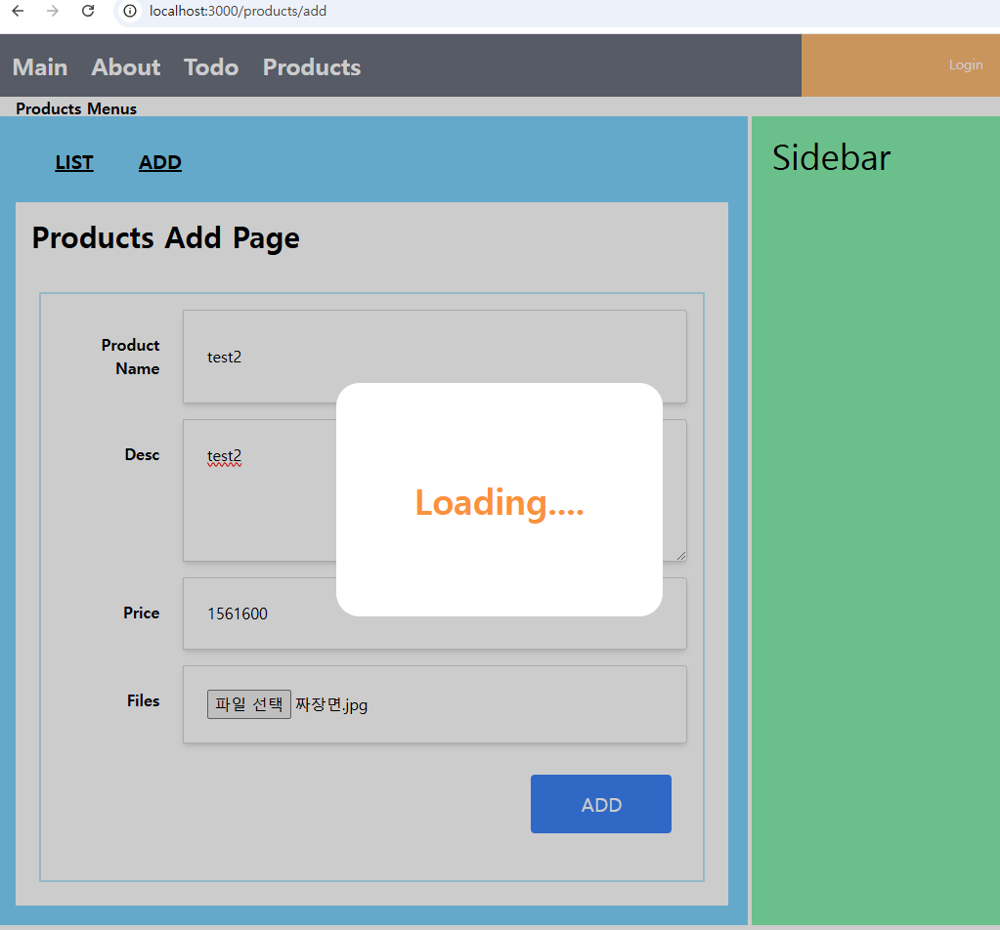 localhost:3000/products/add
Main About Todo Products Login
Products Menus
LIST ADD
Sidebar
Products Add Page
Product
Name
test2
Desc
test2
Loading....
Price
1561600
Files
파일 선택 짜장면.jpg
ADD